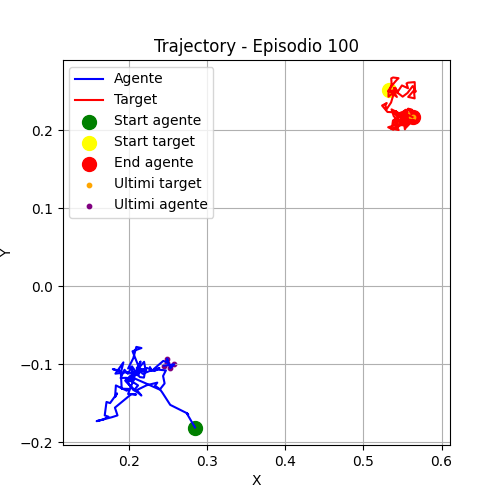 Trajectory - Episodio 100
Agente
Target
Start agente
Start target
End agente
Ultimi target
Ultimi agente
0.2
0.1
0.0
−0.1
−0.2
Y
0.2
0.3
0.4
0.5
0.6
X